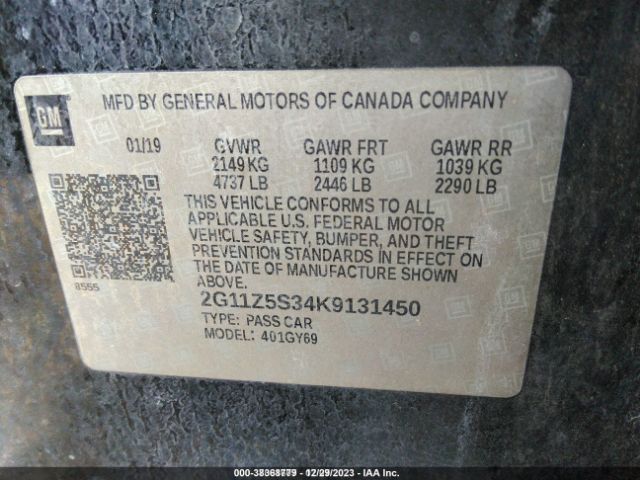 GM
MFD BY GENERAL MOTORS OF CANADA COMPANY
01/19 GVWR GAWR FRT GAWR RR
2149 KG 1109 KG 1039 KG
4737 LB 2446 LB 2290 LB
THIS VEHICLE CONFORMS TO ALL
APPLICABLE U.S. FEDERAL MOTOR
VEHICLE SAFETY, BUMPER, AND THEFT
PREVENTION STANDARDS IN EFFECT ON
THE DATE OF MANUFACTURE SHOWN
ABOVE.
8555
2G11Z5S34K9131450
TYPE: PASS CAR
MODEL: 401GY69
12/29/2023 - IAA Inc.